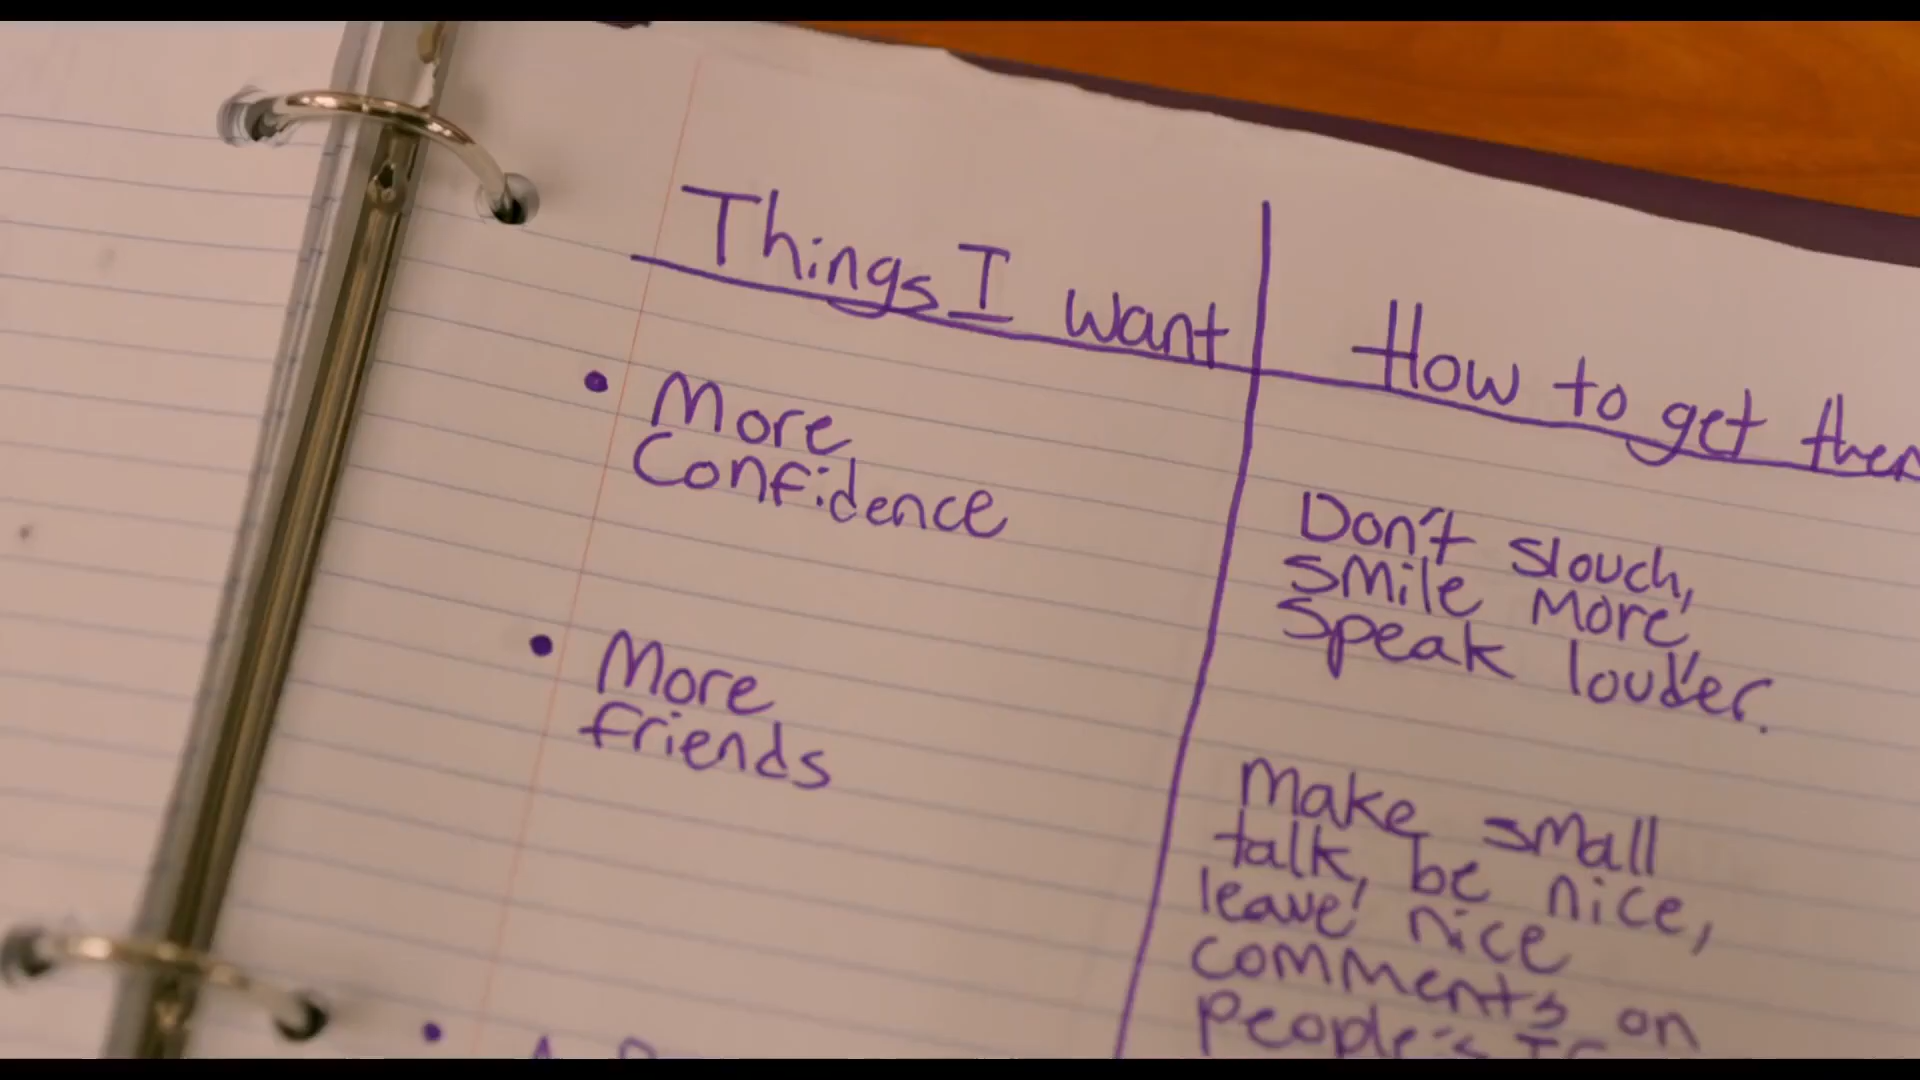 Things I want
How to get
• More
Confidence
Don't slouch,
smile more,
speak louder.
• More
friends
Make small
talk, be nice,
leave nice
comments on
people's